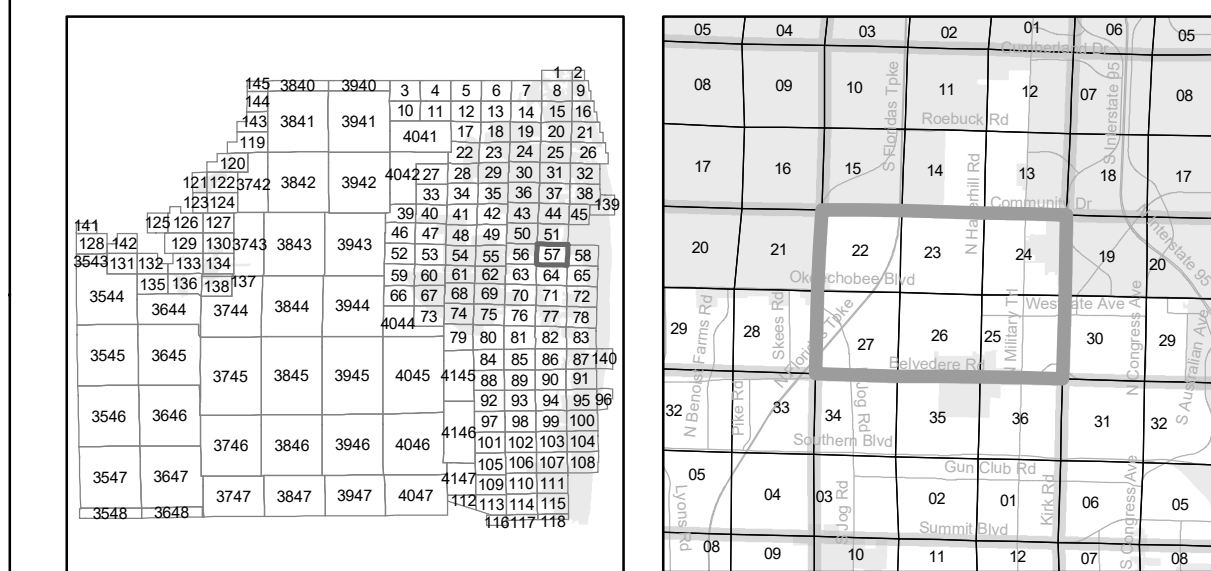 1 2
145 3840 3940 3 4 5 6 7 8 9
144
10 11 12 13 14 15 16
143 3841 3941
119 4041 17 18 19 20 21
120 22 23 24 25 26
121 122 3742 3842 3942 4042 27 28 29 30 31 32
123 124 33 34 35 36 37 38
139
141 125 126 127 39 40 41 42 43 44 45
128 142 129 130 3743 3843 3943 46 47 48 49 50 51
3543 131 132 133 134 52 53 54 55 56 57 58
135 136 138 137 59 60 61 62 63 64 65
3544 3644 3744 3844 3944 66 67 68 69 70 71 72
4044 73 74 75 76 77 78
79 80 81 82 83
3545 3645 84 85 86 87 140
3745 3845 3945 4045 4145 88 89 90 91
92 93 94 95 96
3546 3646 97 98 99 100
3746 3846 3946 4046 4146 101 102 103 104
105 106 107 108
3547 3647 4147 109 110 111
3747 3847 3947 4047 112 113 114 115
3548 3648 116 117 118
05 04 03 02 01 06 05
Cumberland Dr
08 09 10 11 12 07 08
S Floridas Tpke
S Interstate 95
Roebuck Rd
17 16 15 14 13 18 17
N Haverhill Rd
Community Dr
20 21 22 23 24 19 20
N Interstate 95
Okeechobee Blvd
Westgate Ave
29 28 27 26 25 30 29
N Benoist Farms Rd
Skees Rd
N Floridas Tpke
N Military Trl
N Congress Ave
S Australian Ave
Belvedere Rd
32 33 34 35 36 31 32
Pike Rd
N Jog Rd
Southern Blvd
Gun Club Rd
05 04 03 02 01 06 05
Lyons Rd
S Jog Rd
Kirk Rd
S Congress Ave
Summit Blvd
08 09 10 11 12 07 08